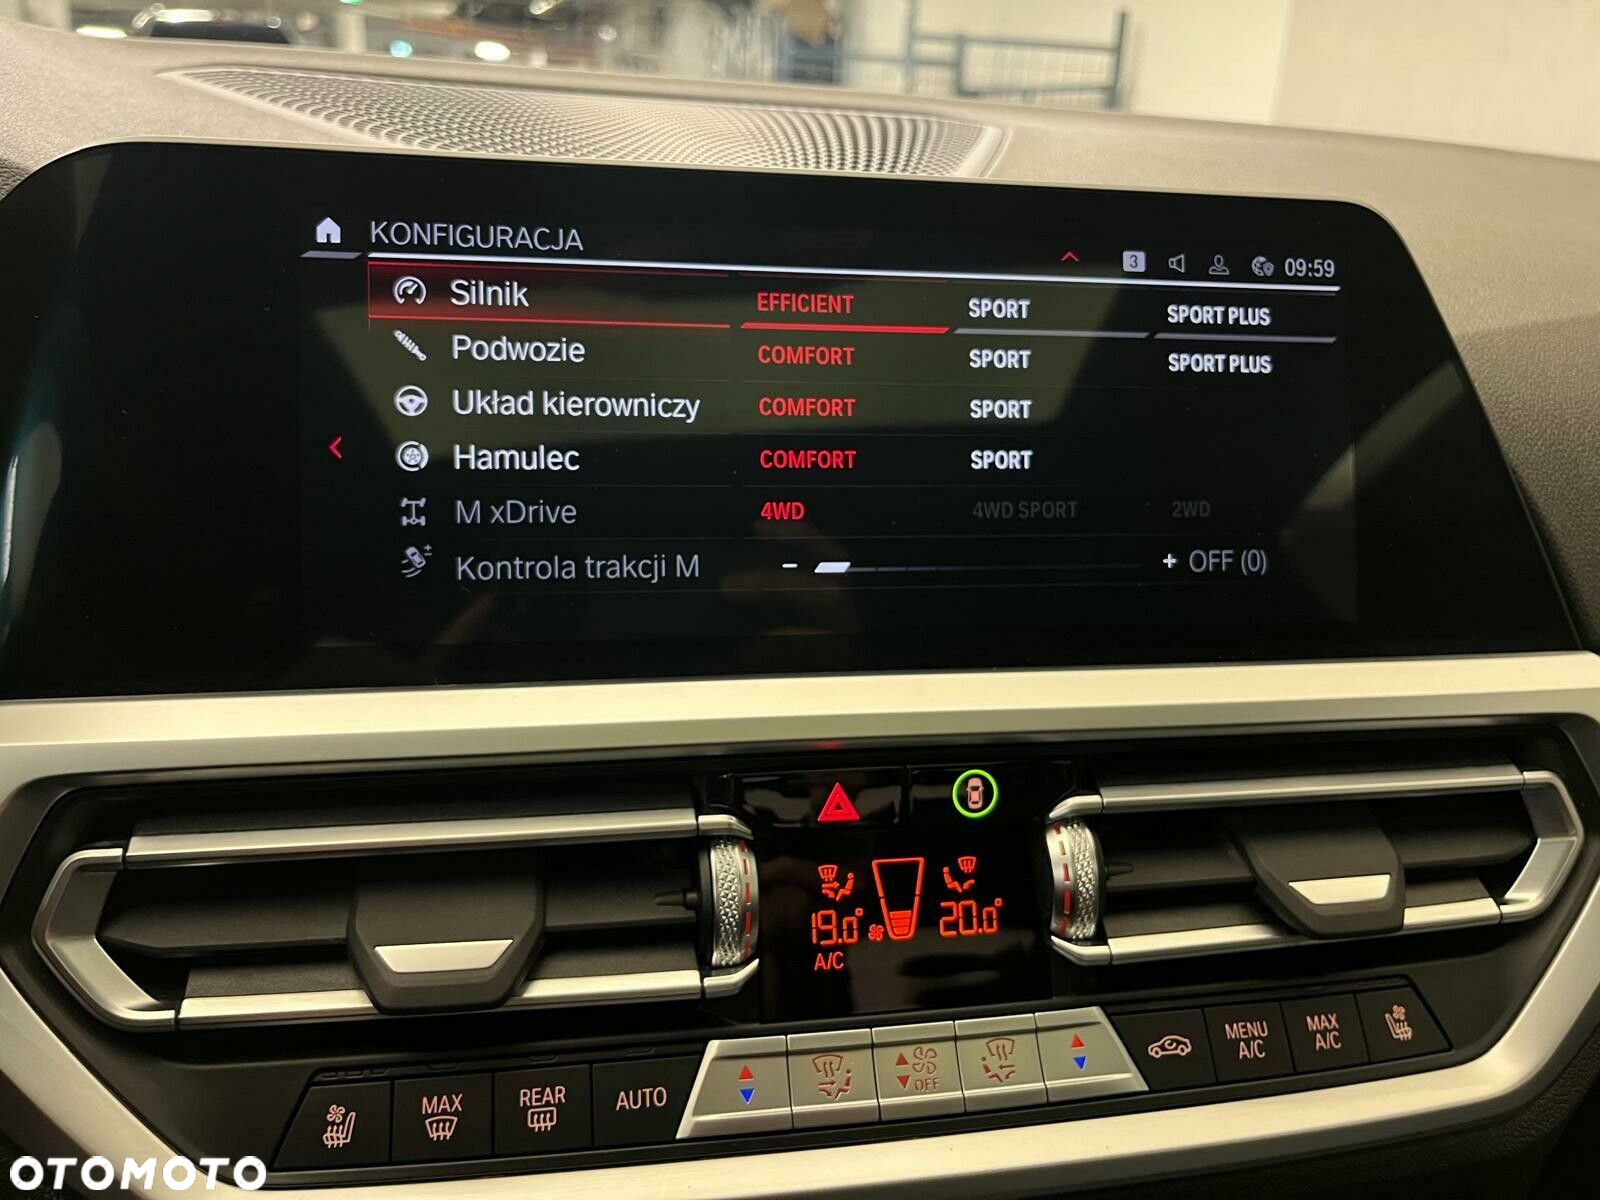 KONFIGURACJA
3 09:59
Silnik EFFICIENT SPORT SPORT PLUS
Podwozie COMFORT SPORT SPORT PLUS
Układ kierowniczy COMFORT SPORT
Hamulec COMFORT SPORT
M xDrive 4WD 4WD SPORT 2WD
Kontrola trakcji M - + OFF (0)
19.0° 20.0°
A/C
MAX
REAR
AUTO
OFF
MENU
A/C
MAX
A/C
OTOMOTO